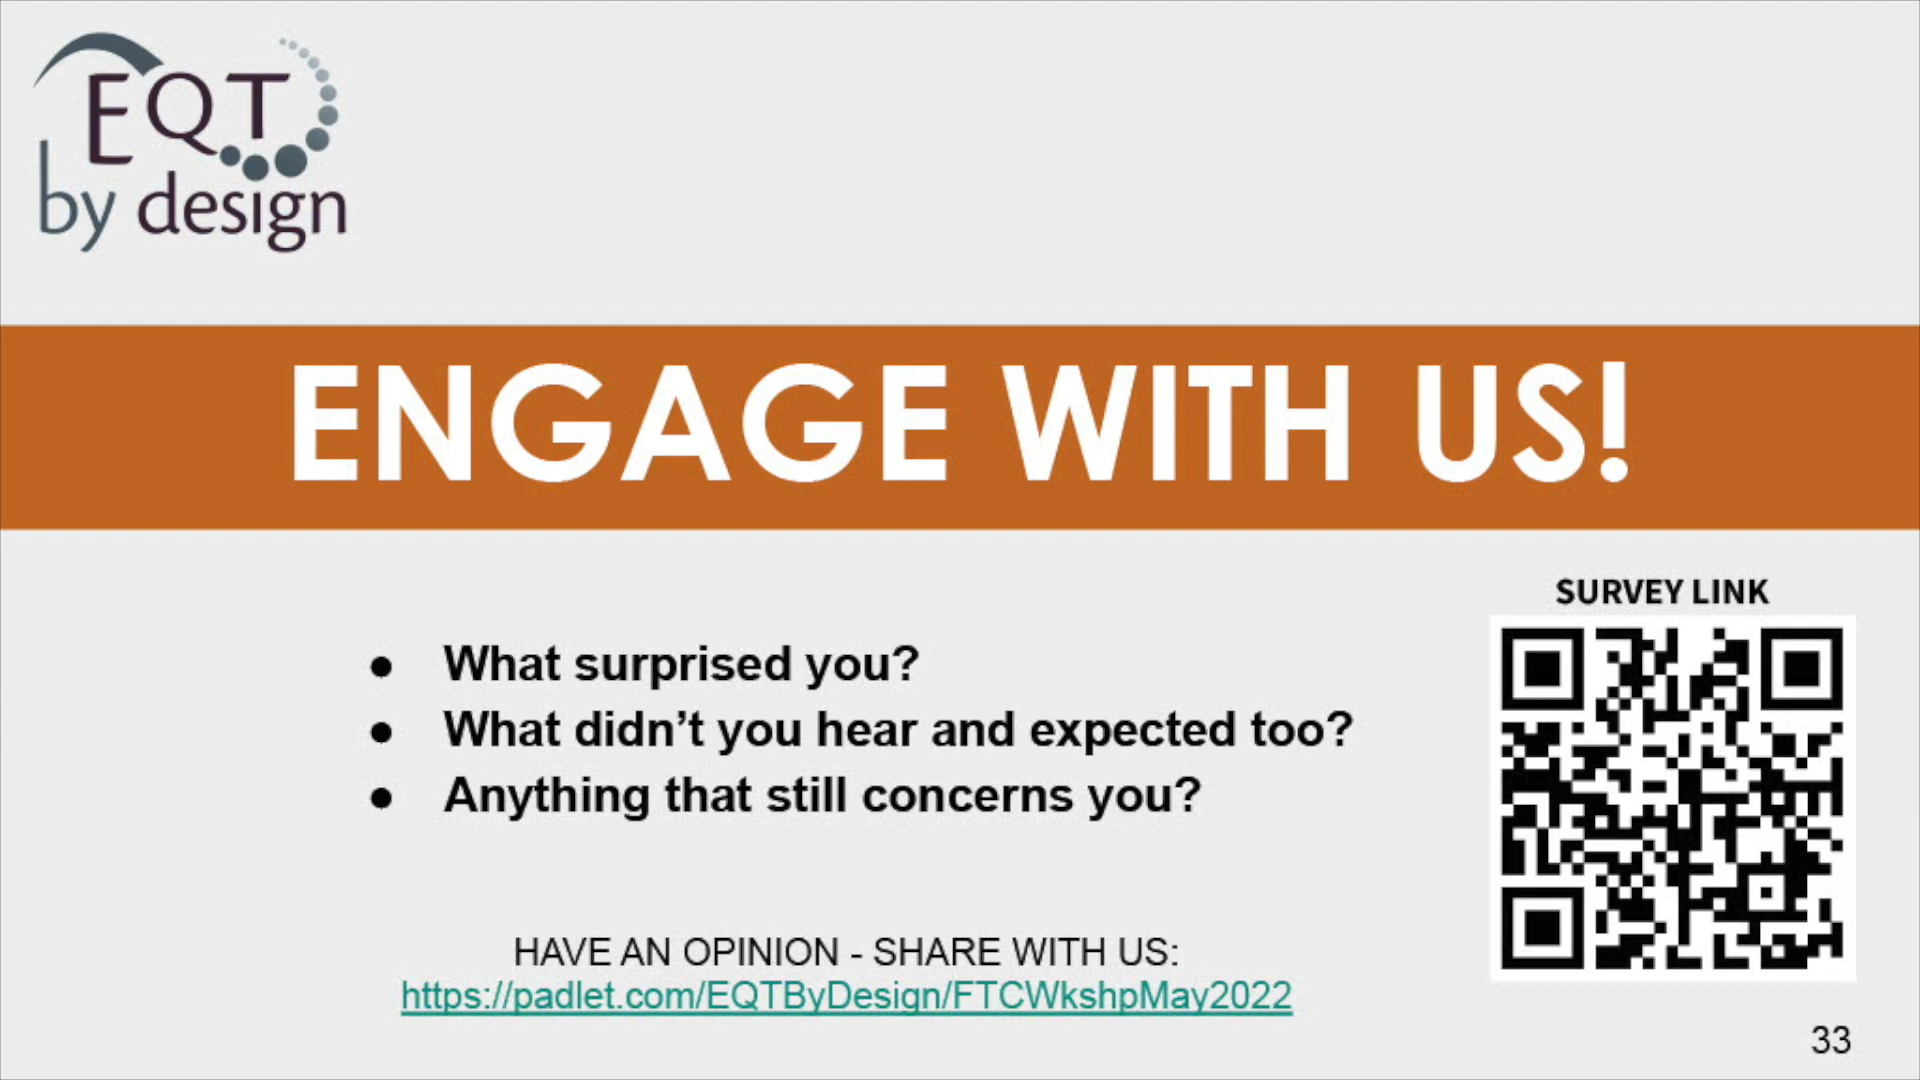 EQT
by design
ENGAGE WITH US!
SURVEY LINK
● What surprised you?
● What didn’t you hear and expected too?
● Anything that still concerns you?
HAVE AN OPINION - SHARE WITH US:
https://padlet.com/EQTByDesign/FTCWkshpMay2022
33